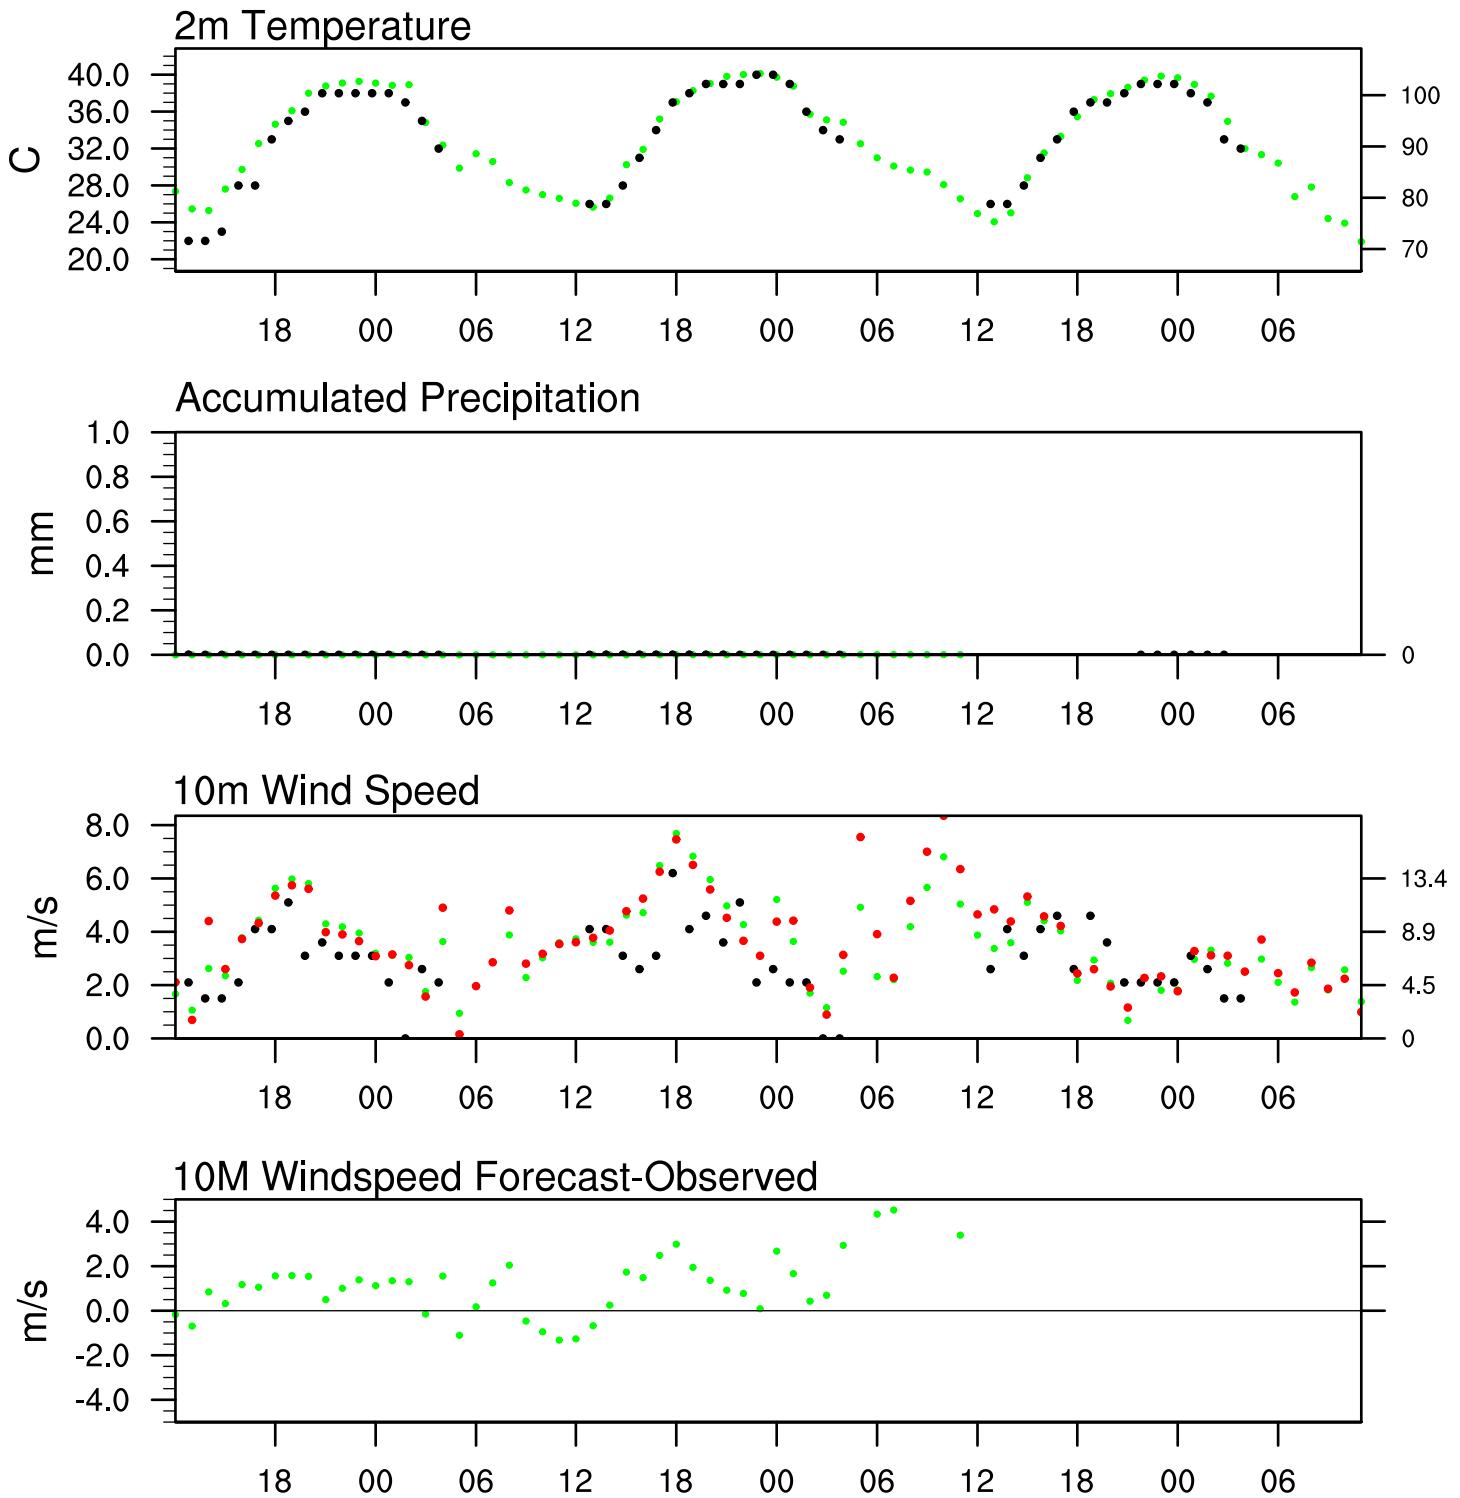 2m Temperature
C
40.0
36.0
32.0
28.0
24.0
20.0
100
90
80
70
18 00 06 12 18 00 06 12 18 00 06
Accumulated Precipitation
mm
1.0
0.8
0.6
0.4
0.2
0.0
0
18 00 06 12 18 00 06 12 18 00 06
10m Wind Speed
m/s
8.0
6.0
4.0
2.0
0.0
13.4
8.9
4.5
0
18 00 06 12 18 00 06 12 18 00 06
10M Windspeed Forecast-Observed
m/s
4.0
2.0
0.0
-2.0
-4.0
18 00 06 12 18 00 06 12 18 00 06